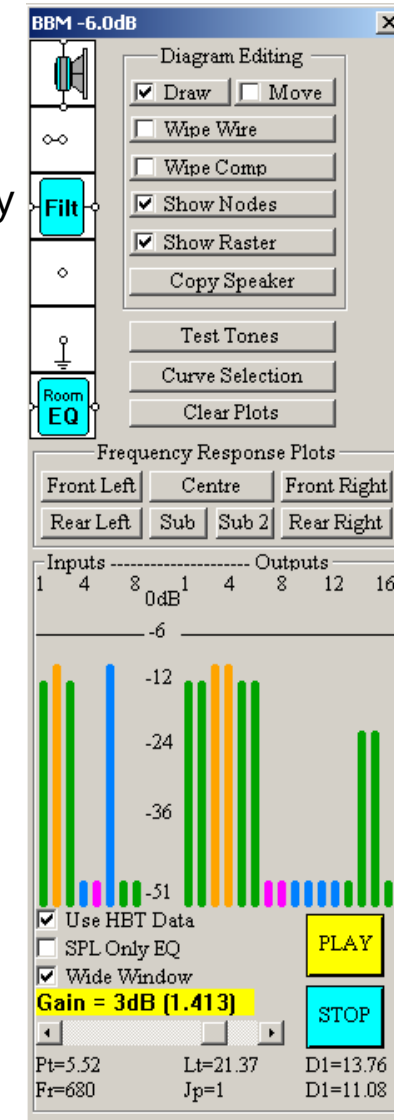 BBM -6.0dB
Diagram Editing
Draw Move
Wipe Wire
Wipe Comp
y
Filt
Show Nodes
Show Raster
Copy Speaker
Test Tones
Curve Selection
Room
EQ
Clear Plots
Frequency Response Plots
Front Left Centre Front Right
Rear Left Sub Sub 2 Rear Right
Inputs -------------------- Outputs
1 4 8 1 4 8 12 16
0dB
-6
-12
-24
-36
-51
Use HBT Data
SPL Only EQ
PLAY
Wide Window
Gain = 3dB (1.413)
STOP
Pt=5.52 Lt=21.37 D1=13.76
Fr=680 Jp=1 D1=11.08